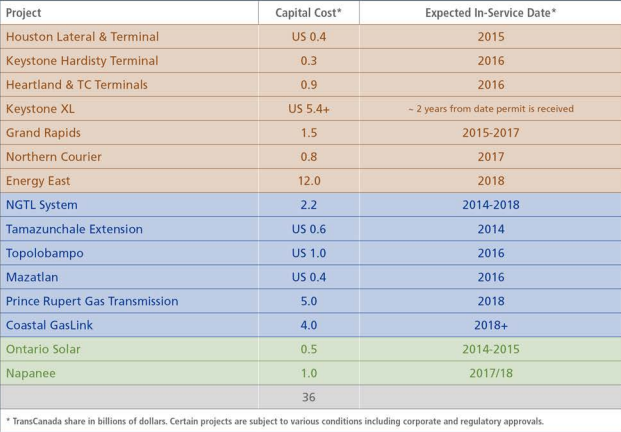 Project Capital Cost* Expected In-Service Date*
Houston Lateral & Terminal US 0.4 2015
Keystone Hardisty Terminal 0.3 2016
Heartland & TC Terminals 0.9 2016
Keystone XL US 5.4+ ~ 2 years from date permit is received
Grand Rapids 1.5 2015-2017
Northern Courier 0.8 2017
Energy East 12.0 2018
NGTL System 2.2 2014-2018
Tamazunchale Extension US 0.6 2014
Topolobampo US 1.0 2016
Mazatlan US 0.4 2016
Prince Rupert Gas Transmission 5.0 2018
Coastal GasLink 4.0 2018+
Ontario Solar 0.5 2014-2015
Napanee 1.0 2017/18
36
* TransCanada share in billions of dollars. Certain projects are subject to various conditions including corporate and regulatory approvals.